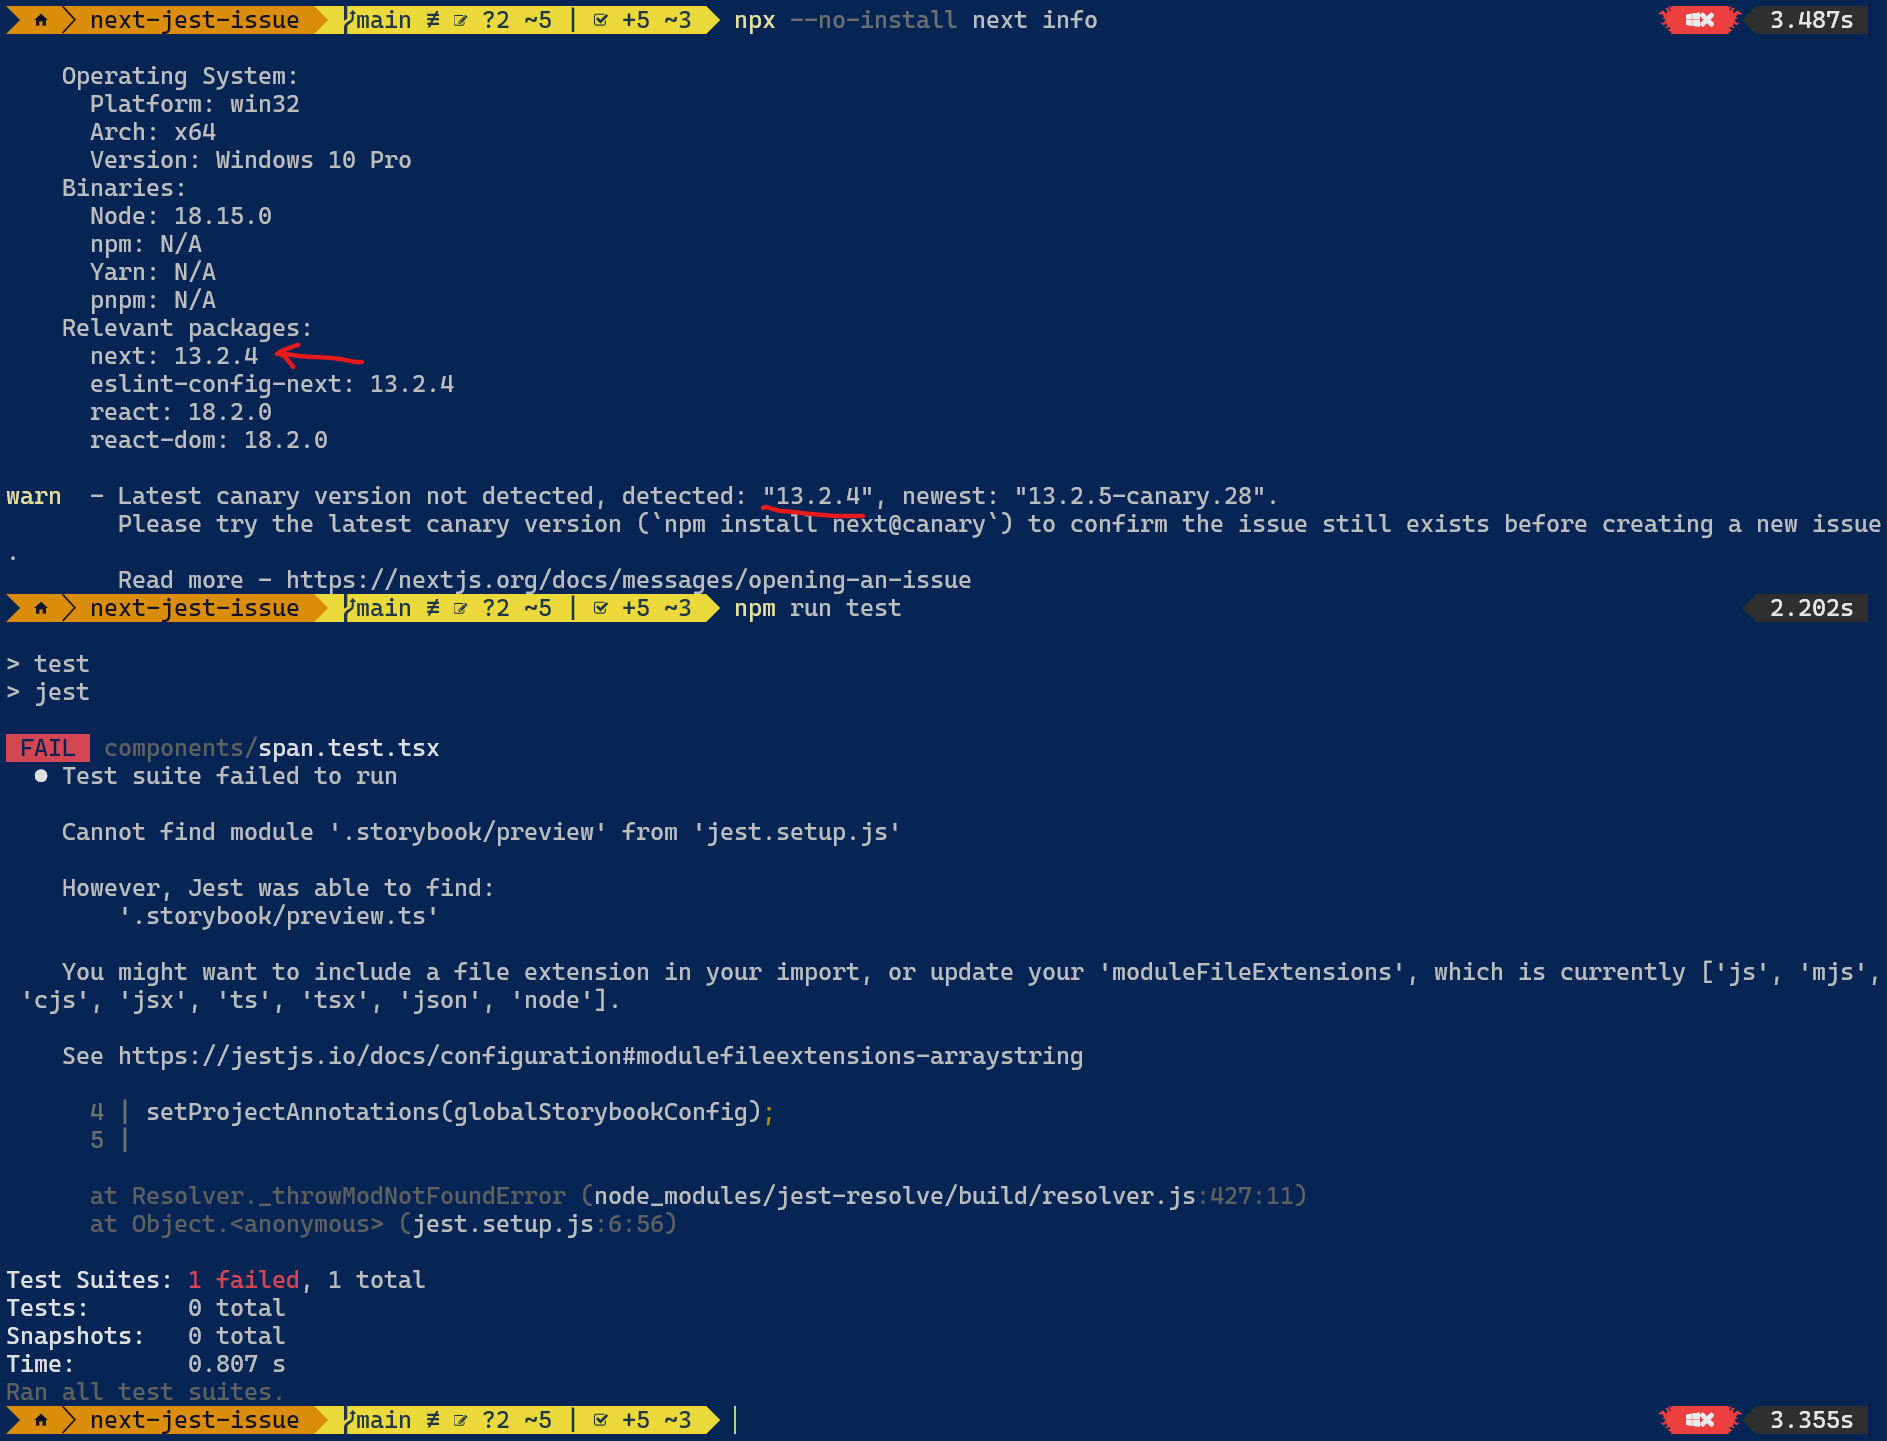 next-jest-issue main ≢ ?2 ~5 | +5 ~3 npx --no-install next info 3.487s
Operating System:
Platform: win32
Arch: x64
Version: Windows 10 Pro
Binaries:
Node: 18.15.0
npm: N/A
Yarn: N/A
pnpm: N/A
Relevant packages:
next: 13.2.4
eslint-config-next: 13.2.4
react: 18.2.0
react-dom: 18.2.0
warn - Latest canary version not detected, detected: "13.2.4", newest: "13.2.5-canary.28".
Please try the latest canary version (`npm install next@canary`) to confirm the issue still exists before creating a new issue
.
Read more - https://nextjs.org/docs/messages/opening-an-issue
next-jest-issue main ≢ ?2 ~5 | +5 ~3 npm run test 2.202s
> test
> jest
FAIL components/span.test.tsx
● Test suite failed to run
Cannot find module '.storybook/preview' from 'jest.setup.js'
However, Jest was able to find:
'.storybook/preview.ts'
You might want to include a file extension in your import, or update your 'moduleFileExtensions', which is currently ['js', 'mjs',
'cjs', 'jsx', 'ts', 'tsx', 'json', 'node'].
See https://jestjs.io/docs/configuration#modulefileextensions-arraystring
4 | setProjectAnnotations(globalStorybookConfig);
5 |
at Resolver._throwModNotFoundError (node_modules/jest-resolve/build/resolver.js:427:11)
at Object.<anonymous> (jest.setup.js:6:56)
Test Suites: 1 failed, 1 total
Tests: 0 total
Snapshots: 0 total
Time: 0.807 s
Ran all test suites.
next-jest-issue main ≢ ?2 ~5 | +5 ~3 3.355s